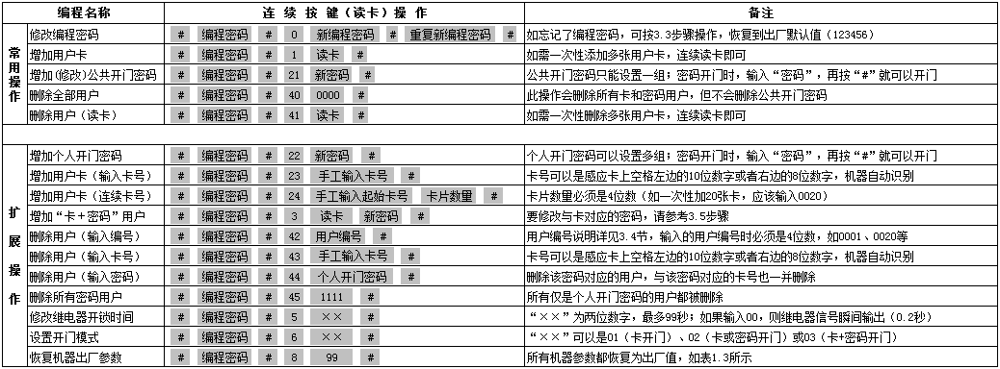 编程名称 连 续 按 键（读卡）操 作 备注
常用操作
修改编程密码 # 编程密码 # 0 新编程密码 # 重复新编程密码 # 如忘记了编程密码，可按3.3步骤操作，恢复到出厂默认值（123456）
增加用户卡 # 编程密码 # 1 读卡 # 如需一次性添加多张用户卡，连续读卡即可
增加(修改)公共开门密码 # 编程密码 # 21 新密码 # 公共开门密码只能设置一组；密码开门时，输入“密码”，再按“#”就可以开门
删除全部用户 # 编程密码 # 40 0000 # 此操作会删除所有卡和密码用户，但不会删除公共开门密码
删除用户（读卡） # 编程密码 # 41 读卡 # 如需一次性删除多张用户卡，连续读卡即可
扩展操作
增加个人开门密码 # 编程密码 # 22 新密码 # 个人开门密码可以设置多组；密码开门时，输入“密码”，再按“#”就可以开门
增加用户卡（输入卡号） # 编程密码 # 23 手工输入卡号 # 卡号可以是感应卡上空格左边的10位数字或者右边的8位数字，机器自动识别
增加用户卡（连续卡号） # 编程密码 # 24 手工输入起始卡号 卡片数量 # 卡片数量必须是4位数（如一次性加20张卡，应该输入0020）
增加“卡＋密码”用户 # 编程密码 # 3 读卡 新密码 # 要修改与卡对应的密码，请参考3.5步骤
删除用户（输入编号） # 编程密码 # 42 用户编号 # 用户编号说明详见3.4节，输入的用户编号时必须是4位数，如0001、0020等
删除用户（输入卡号） # 编程密码 # 43 手工输入卡号 # 卡号可以是感应卡上空格左边的10位数字或者右边的8位数字，机器自动识别
删除用户（输入密码） # 编程密码 # 44 个人开门密码 # 删除该密码对应的用户，与该密码对应的卡号也一并删除
删除所有密码用户 # 编程密码 # 45 1111 # 所有仅是个人开门密码的用户都被删除
修改继电器开锁时间 # 编程密码 # 5 ×× # “××”为两位数字，最多99秒；如果输入00，则继电器信号瞬间输出（0.2秒）
设置开门模式 # 编程密码 # 6 ×× # “××”可以是01（卡开门）、02（卡或密码开门）或03（卡+密码开门）
恢复机器出厂参数 # 编程密码 # 8 99 # 所有机器参数都恢复为出厂值，如表1.3所示